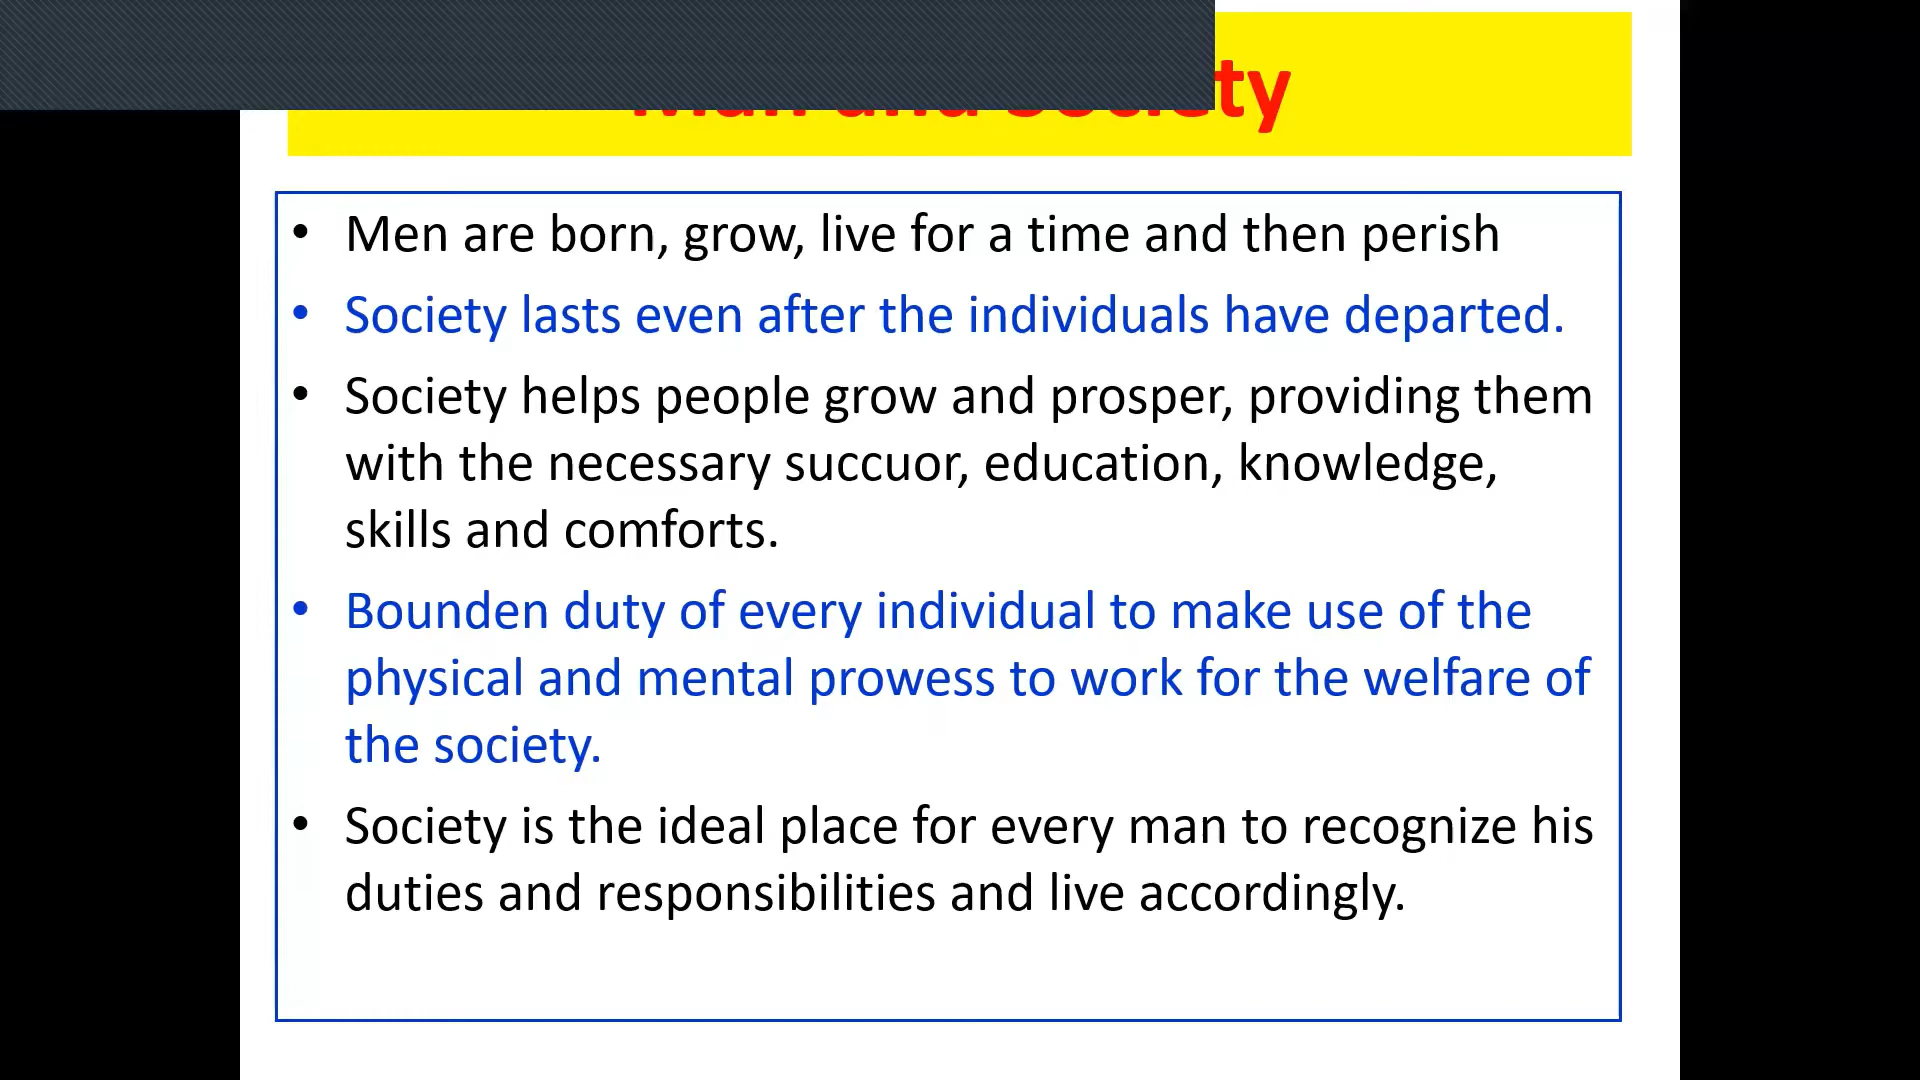 Man and Society
• Men are born, grow, live for a time and then perish
• Society lasts even after the individuals have departed.
• Society helps people grow and prosper, providing them
with the necessary succuor, education, knowledge,
skills and comforts.
• Bounden duty of every individual to make use of the
physical and mental prowess to work for the welfare of
the society.
• Society is the ideal place for every man to recognize his
duties and responsibilities and live accordingly.